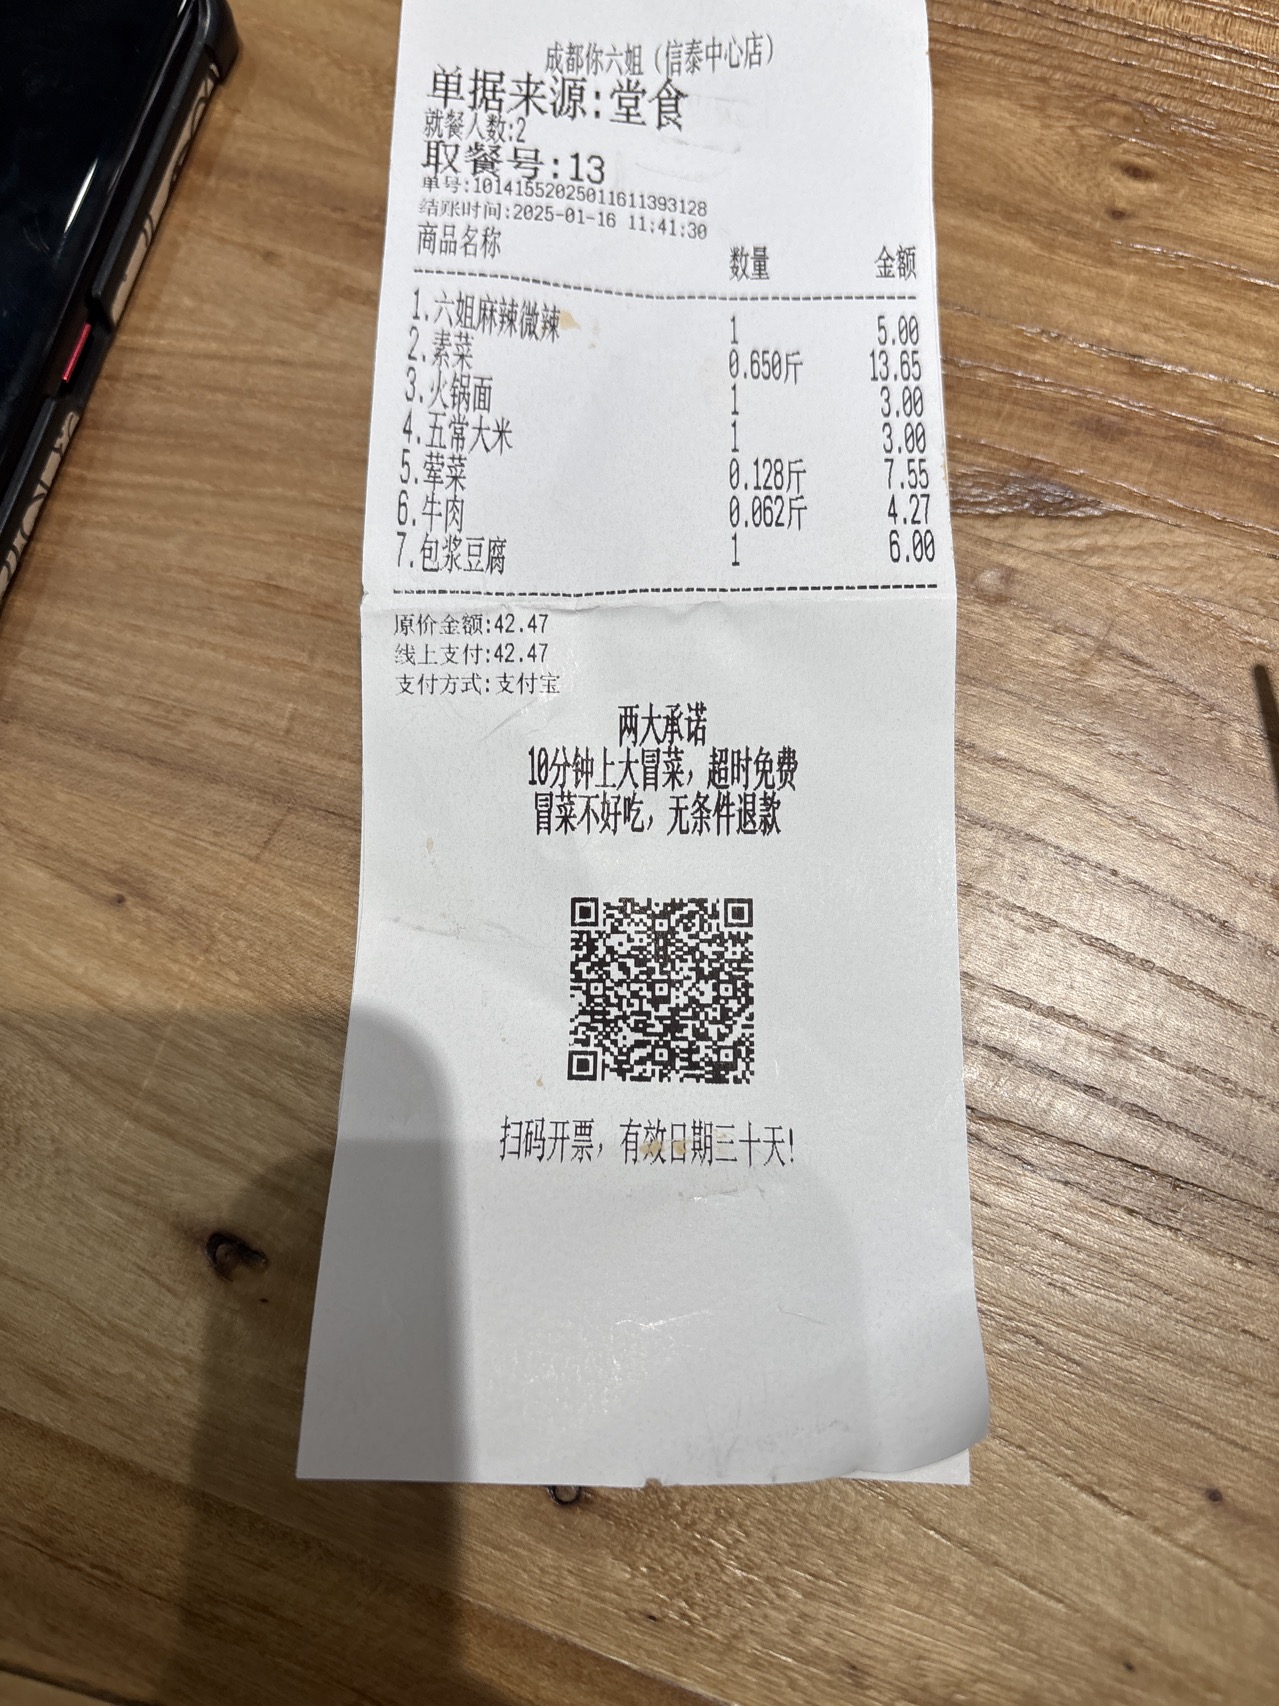 成都你六姐（信泰中心店）
单据来源:堂食
就餐人数:2
取餐号:13
单号:10141552025011611393128
结账时间:2025-01-16 11:41:30
商品名称 数量 金额
1.六姐麻辣微辣 1 5.00
2.素菜 0.650斤 13.65
3.火锅面 1 3.00
4.五常大米 1 3.00
5.荤菜 0.128斤 7.55
6.牛肉 0.062斤 4.27
7.包浆豆腐 1 6.00
原价金额:42.47
线上支付:42.47
支付方式:支付宝
两大承诺
10分钟上大冒菜，超时免费
冒菜不好吃，无条件退款
扫码开票，有效日期三十天!